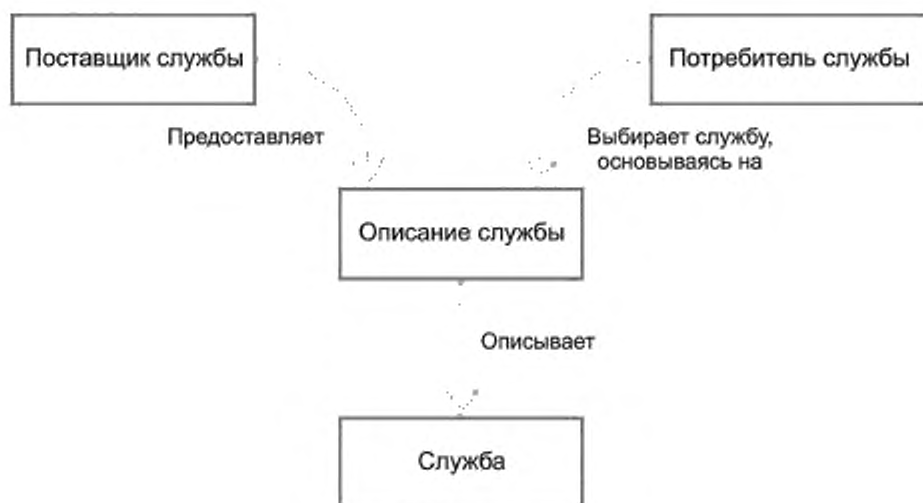 Поставщик службы
Потребитель службы
Предоставляет
Выбирает службу,
основываясь на
Описание службы
Описывает
Служба